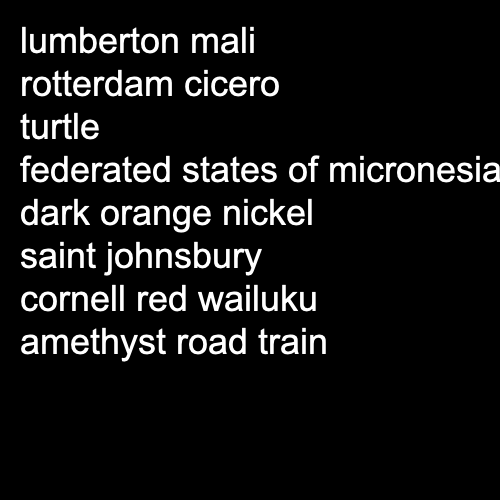 lumberton mali
rotterdam cicero
turtle
federated states of micronesia
dark orange nickel
saint johnsbury
cornell red wailuku
amethyst road train